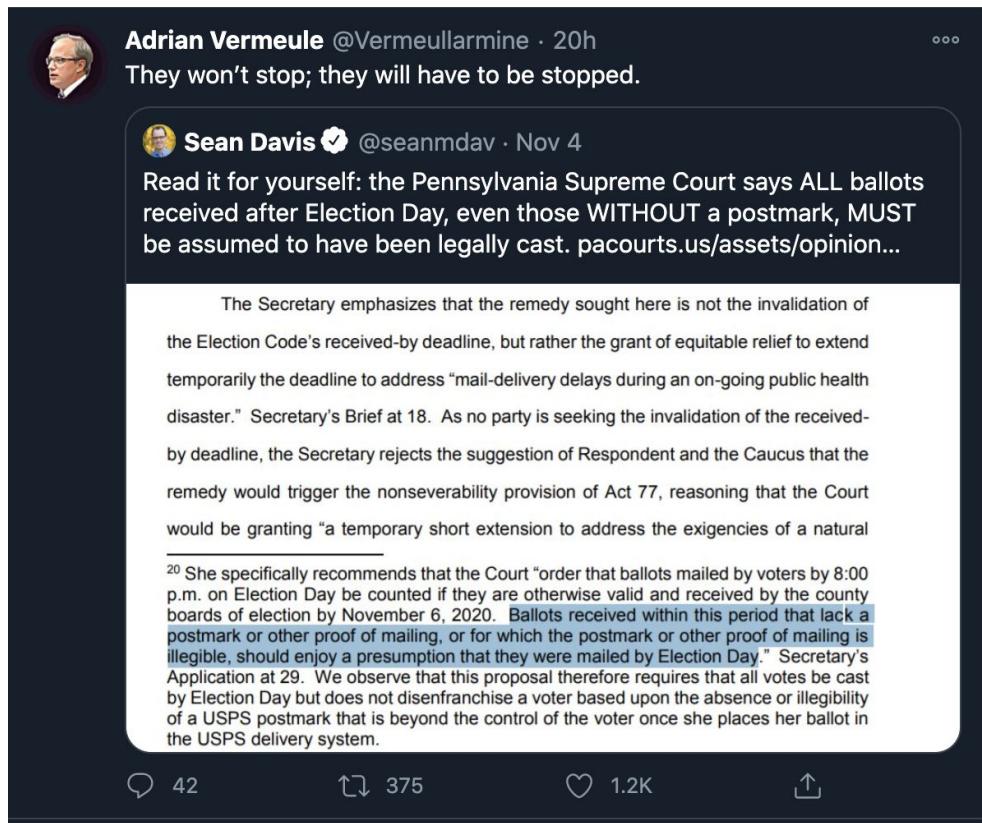 Adrian Vermeule @Vermeullarmine · 20h
They won't stop; they will have to be stopped.
Sean Davis @seanmdav · Nov 4
Read it for yourself: the Pennsylvania Supreme Court says ALL ballots
received after Election Day, even those WITHOUT a postmark, MUST
be assumed to have been legally cast. pacourts.us/assets/opinion...
The Secretary emphasizes that the remedy sought here is not the invalidation of
the Election Code's received-by deadline, but rather the grant of equitable relief to extend
temporarily the deadline to address “mail-delivery delays during an on-going public health
disaster.” Secretary's Brief at 18. As no party is seeking the invalidation of the received-
by deadline, the Secretary rejects the suggestion of Respondent and the Caucus that the
remedy would trigger the nonseverability provision of Act 77, reasoning that the Court
would be granting “a temporary short extension to address the exigencies of a natural
20 She specifically recommends that the Court “order that ballots mailed by voters by 8:00
p.m. on Election Day be counted if they are otherwise valid and received by the county
boards of election by November 6, 2020. Ballots received within this period that lack a
postmark or other proof of mailing, or for which the postmark or other proof of mailing is
illegible, should enjoy a presumption that they were mailed by Election Day.” Secretary's
Application at 29. We observe that this proposal therefore requires that all votes be cast
by Election Day but does not disenfranchise a voter based upon the absence or illegibility
of a USPS postmark that is beyond the control of the voter once she places her ballot in
the USPS delivery system.
42 375 1.2K